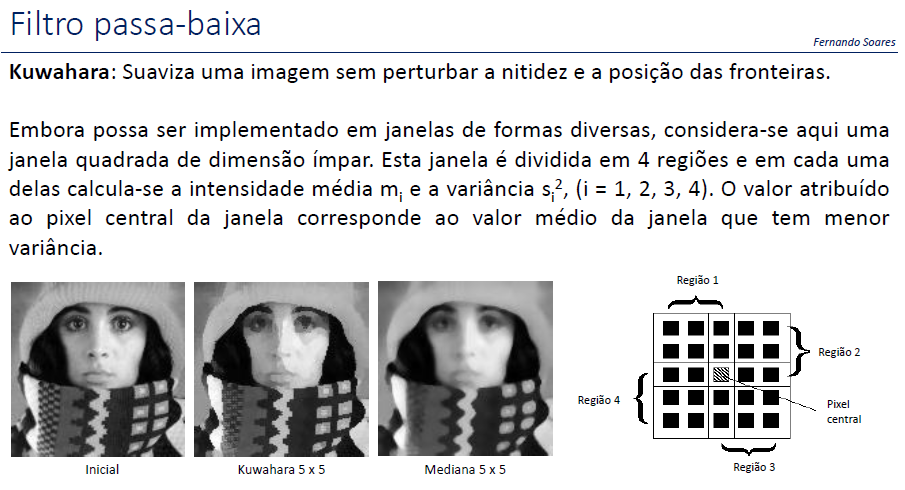 Filtro passa-baixa
Fernando Soares
Kuwahara: Suaviza uma imagem sem perturbar a nitidez e a posição das fronteiras.
Embora possa ser implementado em janelas de formas diversas, considera-se aqui uma
janela quadrada de dimensão ímpar. Esta janela é dividida em 4 regiões e em cada uma
delas calcula-se a intensidade média mi e a variância si², (i = 1, 2, 3, 4). O valor atribuído
ao pixel central da janela corresponde ao valor médio da janela que tem menor
variância.
Região 1
Região 2
Região 4
Pixel
central
Região 3
Inicial
Kuwahara 5 x 5
Mediana 5 x 5